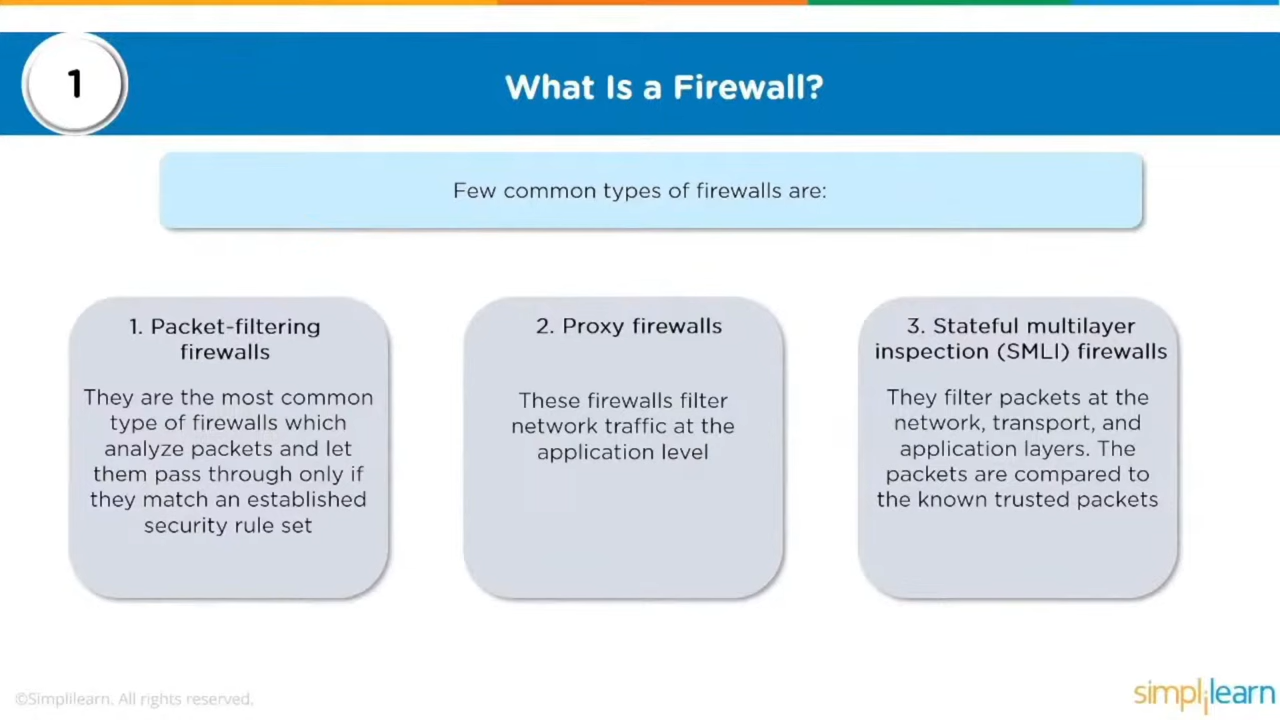 1
What Is a Firewall?
Few common types of firewalls are:
1. Packet-filtering
firewalls
They are the most common
type of firewalls which
analyze packets and let
them pass through only if
they match an established
security rule set
2. Proxy firewalls
These firewalls filter
network traffic at the
application level
3. Stateful multilayer
inspection (SMLI) firewalls
They filter packets at the
network, transport, and
application layers. The
packets are compared to
the known trusted packets
©Simplilearn. All rights reserved.
simplilearn